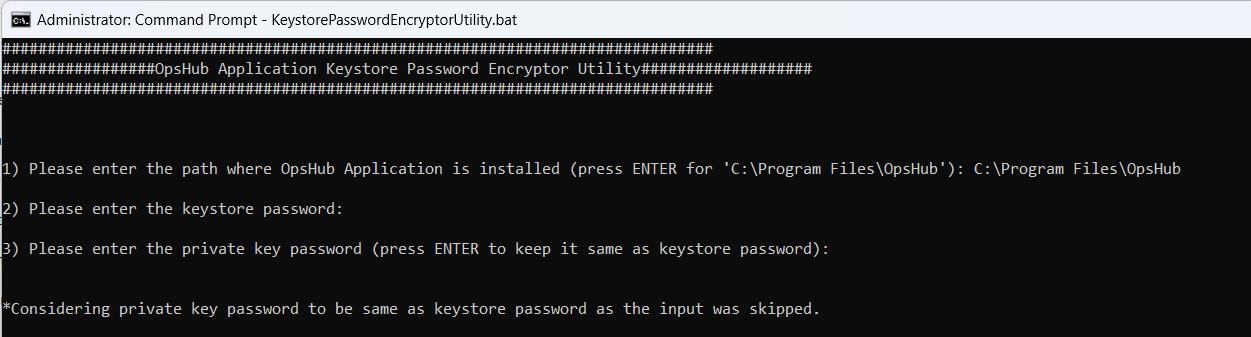 Administrator: Command Prompt - KeystorePasswordEncryptorUtility.bat
###############################################################################
#################OpsHub Application Keystore Password Encryptor Utility###################
###############################################################################
1) Please enter the path where OpsHub Application is installed (press ENTER for 'C:\Program Files\OpsHub'): C:\Program Files\OpsHub
2) Please enter the keystore password:
3) Please enter the private key password (press ENTER to keep it same as keystore password):
*Considering private key password to be same as keystore password as the input was skipped.